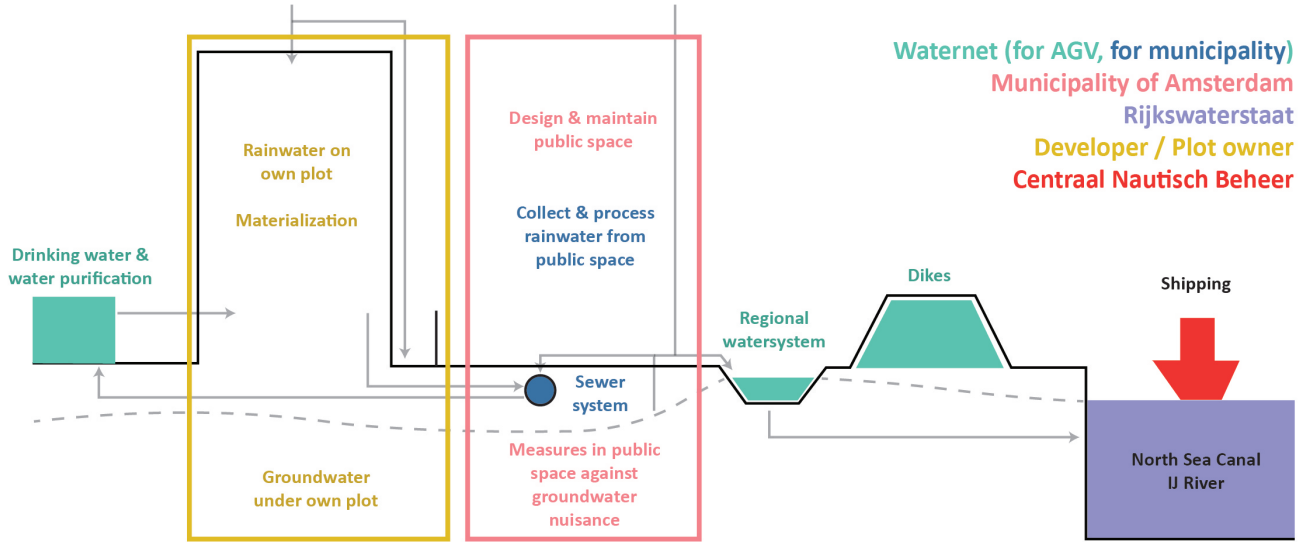 Waternet (for AGV, for municipality)
Municipality of Amsterdam
Rijkswaterstaat
Developer / Plot owner
Centraal Nautisch Beheer
Rainwater on
own plot
Materialization
Design & maintain
public space
Collect & process
rainwater from
public space
Drinking water &
water purification
Dikes
Shipping
Regional
watersystem
Sewer
system
Groundwater
under own plot
Measures in public
space against
groundwater
nuisance
North Sea Canal
IJ River